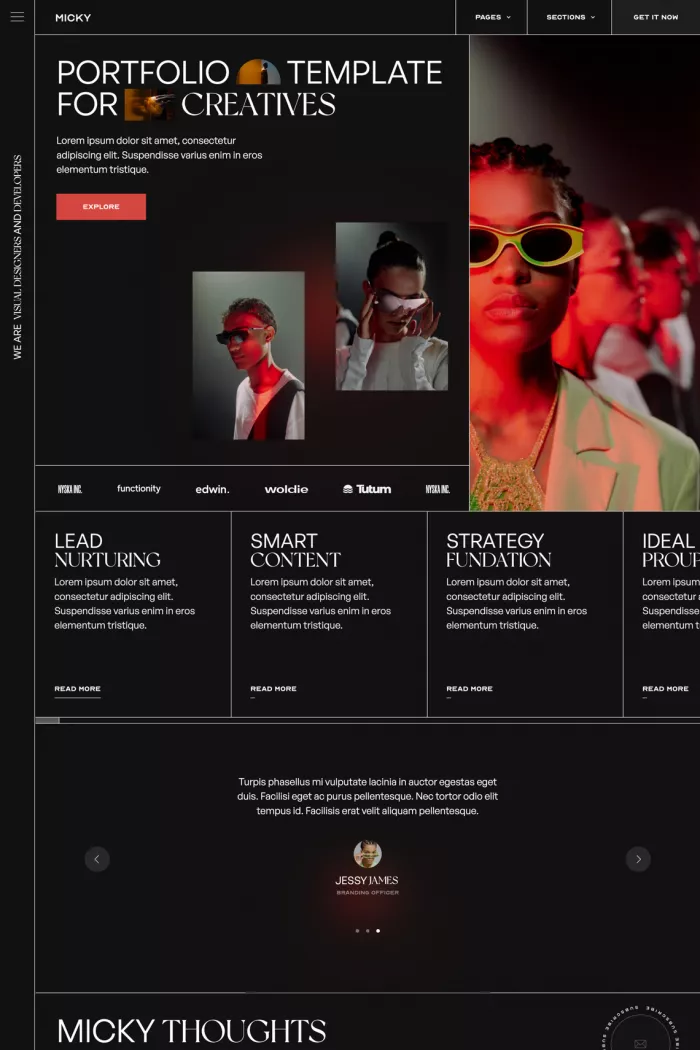 MICKY
PAGES
SECTIONS
GET IT NOW
WE ARE VISUAL DESIGNERS AND DEVELOPERS
PORTFOLIO TEMPLATE
FOR CREATIVES
Lorem ipsum dolor sit amet, consectetur
adipiscing elit. Suspendisse varius enim in eros
elementum tristique.
EXPLORE
NYSKA INC.
functionity
edwin.
woldie
Tutum
NYSKA INC.
LEAD
NURTURING
Lorem ipsum dolor sit amet,
consectetur adipiscing elit.
Suspendisse varius enim in eros
elementum tristique.
READ MORE
SMART
CONTENT
Lorem ipsum dolor sit amet,
consectetur adipiscing elit.
Suspendisse varius enim in eros
elementum tristique.
READ MORE
STRATEGY
FUNDATION
Lorem ipsum dolor sit amet,
consectetur adipiscing elit.
Suspendisse varius enim in eros
elementum tristique.
READ MORE
IDEAL
PROUP
Lorem ipsum
consectetur a
Suspendisse
elementum t
READ MORE
Turpis phasellus mi vulputate lacinia in auctor egestas eget
duis. Facilisi eget ac purus pellentesque. Nec tortor odio elit
tempus id. Facilisis erat velit aliquam pellentesque.
JESSY JAMES
BRANDING OFFICER
MICKY THOUGHTS
SUBSCRIBE SUBSCRIBE